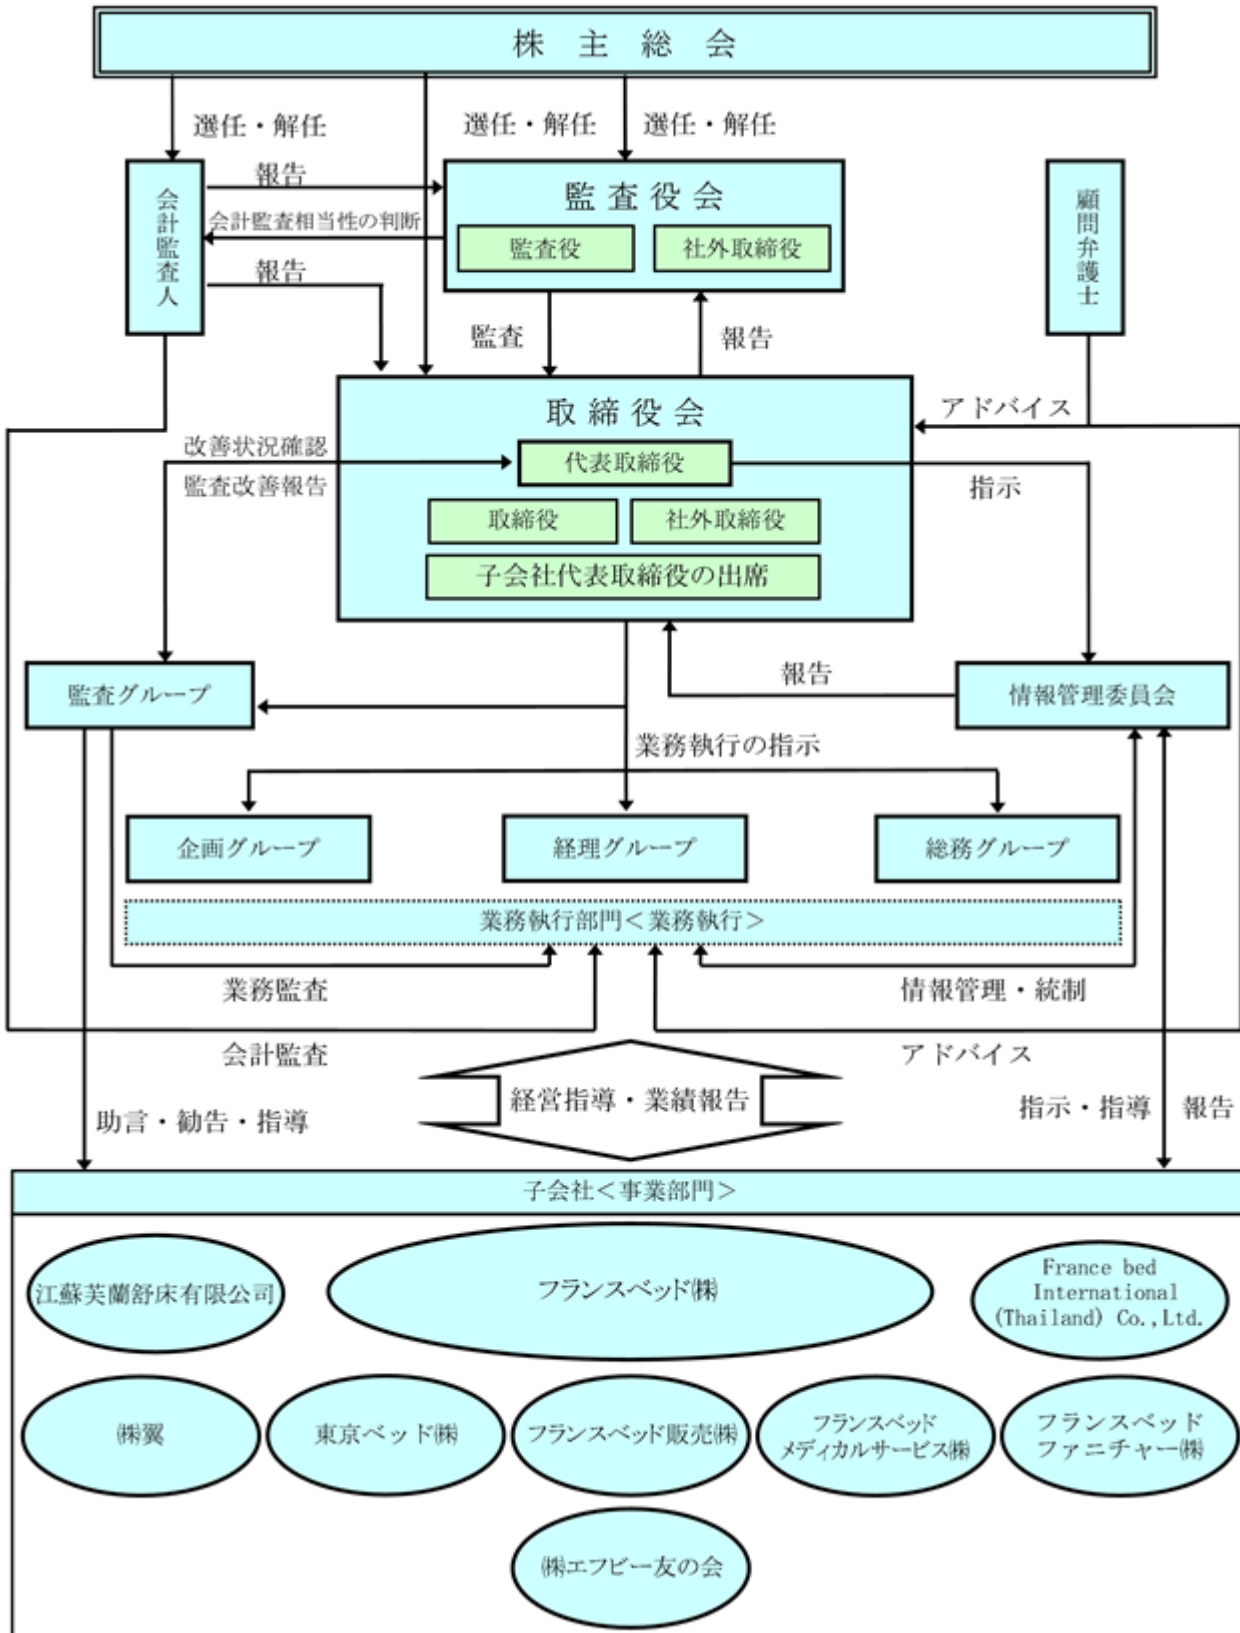 株主総会
選任・解任
選任・解任
選任・解任
会計監査人
報告
会計監査相当性の判断
報告
監査役会
監査役
社外取締役
顧問弁護士
監査
報告
取締役会
アドバイス
改善状況確認
監査改善報告
代表取締役
指示
取締役
社外取締役
子会社代表取締役の出席
監査グループ
報告
情報管理委員会
業務執行の指示
企画グループ
経理グループ
総務グループ
業務執行部門<業務執行>
業務監査
情報管理・統制
会計監査
アドバイス
経営指導・業績報告
助言・勧告・指導
指示・指導
報告
子会社<事業部門>
江蘇芙蘭舒床有限公司
フランスベッド㈱
France bed
International
(Thailand) Co.,Ltd.
㈱翼
東京ベッド㈱
フランスベッド販売㈱
フランスベッド
メディカルサービス㈱
フランスベッド
ファニチャー㈱
㈱エフビー友の会